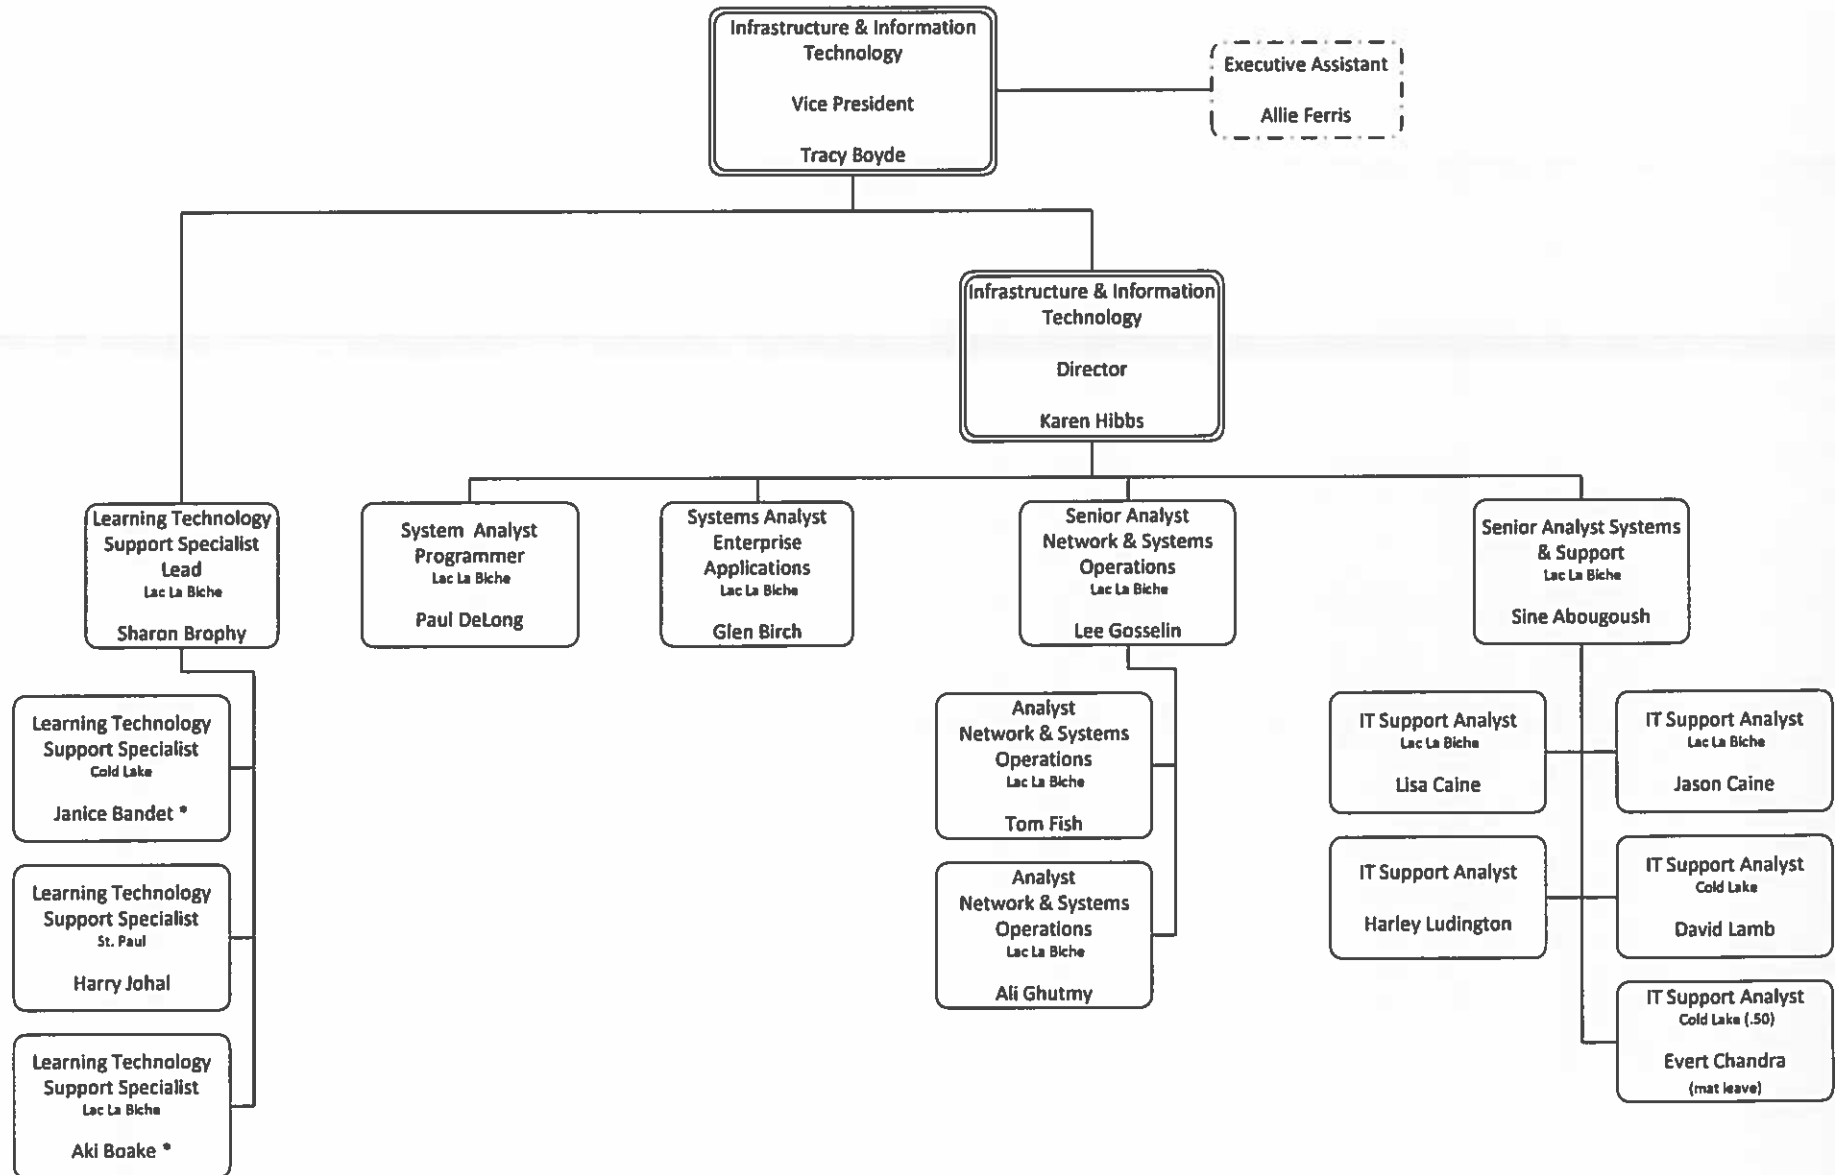 Infrastructure & Information
Technology
Vice President
Tracy Boyde
Executive Assistant
Allie Ferris
Infrastructure & Information
Technology
Director
Karen Hibbs
Learning Technology
Support Specialist
Lead
Lac La Biche
Sharon Brophy
System Analyst
Programmer
Lac La Biche
Paul DeLong
Systems Analyst
Enterprise
Applications
Lac La Biche
Glen Birch
Senior Analyst
Network & Systems
Operations
Lac La Biche
Lee Gosselin
Senior Analyst Systems
& Support
Lac La Biche
Sine Abougoush
Learning Technology
Support Specialist
Cold Lake
Janice Bandet *
Learning Technology
Support Specialist
St. Paul
Harry Johal
Learning Technology
Support Specialist
Lac La Biche
Aki Boake *
Analyst
Network & Systems
Operations
Lac La Biche
Tom Fish
Analyst
Network & Systems
Operations
Lac La Biche
Ali Ghutmy
IT Support Analyst
Lac La Biche
Lisa Caine
IT Support Analyst
Lac La Biche
Jason Caine
IT Support Analyst
Harley Ludington
IT Support Analyst
Cold Lake
David Lamb
IT Support Analyst
Cold Lake (.50)
Evert Chandra
(mat leave)